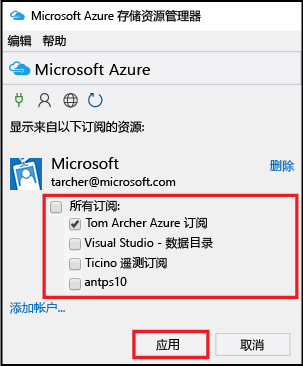 Microsoft Azure 存储资源管理器
编辑 帮助
Microsoft Azure
显示来自以下订阅的资源:
Microsoft 删除
tarcher@microsoft.com
所有订阅:
Tom Archer Azure 订阅
Visual Studio - 数据目录
Ticino 遥测订阅
antps10
添加帐户...
应用 取消